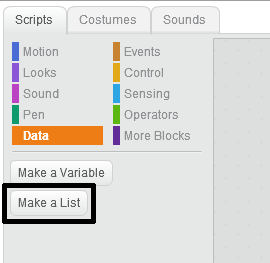 Scripts Costumes Sounds
Motion Events
Looks Control
Sound Sensing
Pen Operators
Data More Blocks
Make a Variable
Make a List